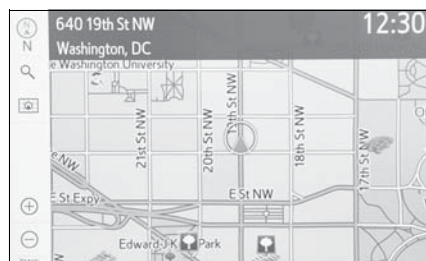 640 19th St NW
12:30
Washington, DC
N
e Washington University
21st St NW
20th St NW
19th St NW
18th St NW
17th St NW
e NW
E St Expy
E St NW
Edward J K
Park